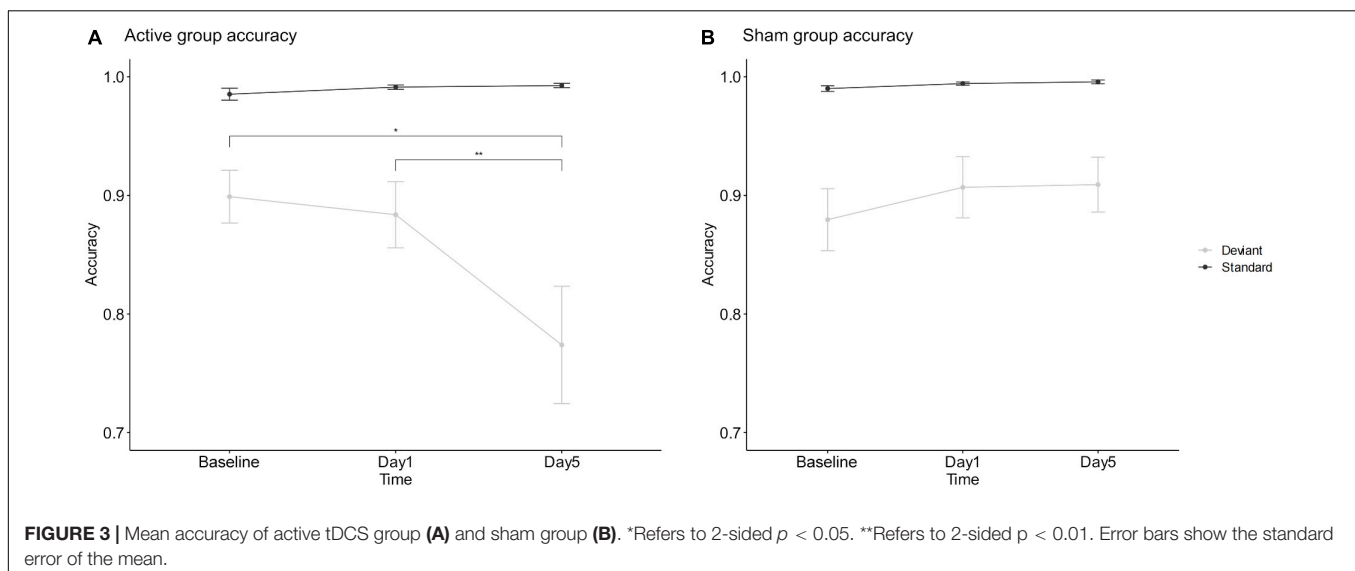 A Active group accuracy
1.0
0.9
0.8
0.7
Accuracy
*
**
Baseline Day1 Day5
Time
B Sham group accuracy
1.0
0.9
0.8
0.7
Accuracy
Baseline Day1 Day5
Time
Deviant
Standard
FIGURE 3 | Mean accuracy of active tDCS group (A) and sham group (B). *Refers to 2-sided p < 0.05. **Refers to 2-sided p < 0.01. Error bars show the standard
error of the mean.